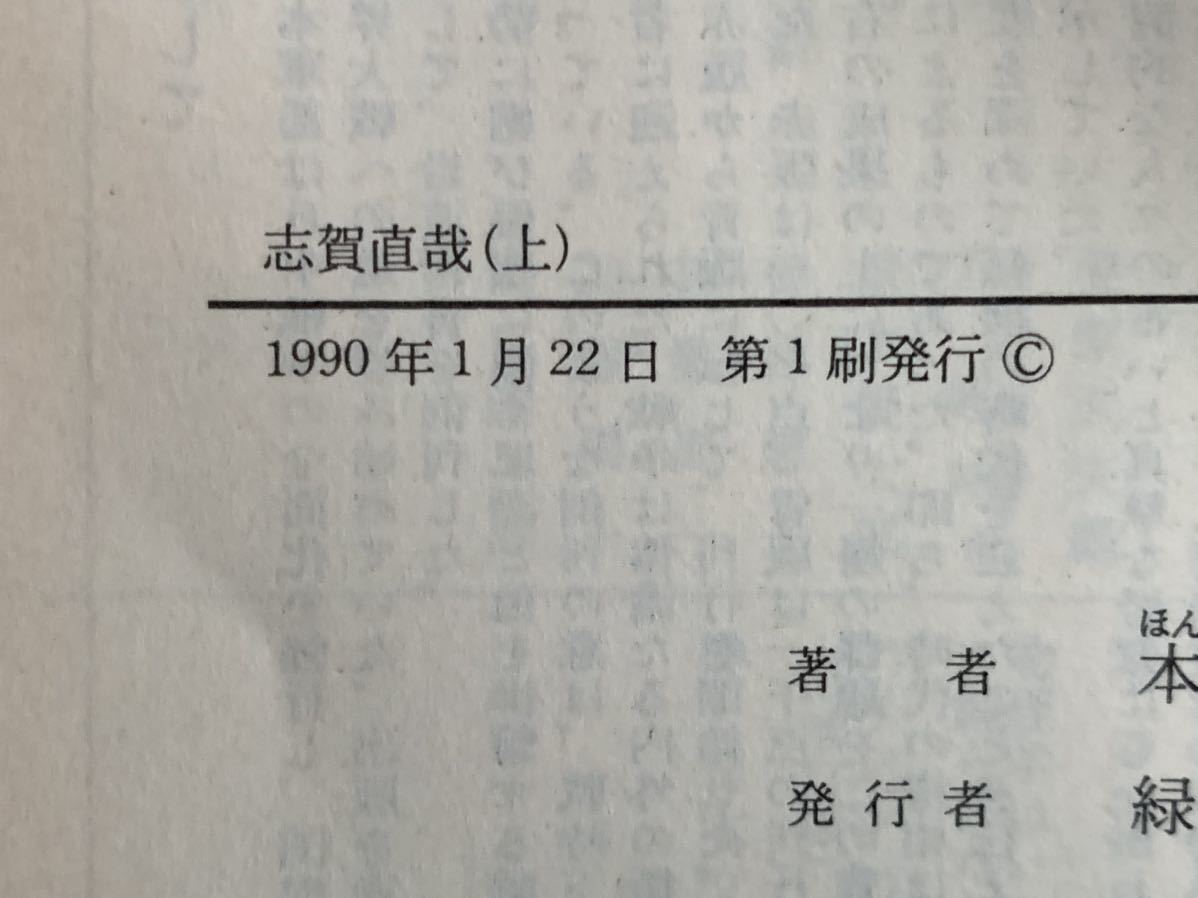 志賀直哉（上）
1990年1月22日　第1刷発行©
ほん
著　者　本
発行者　緑